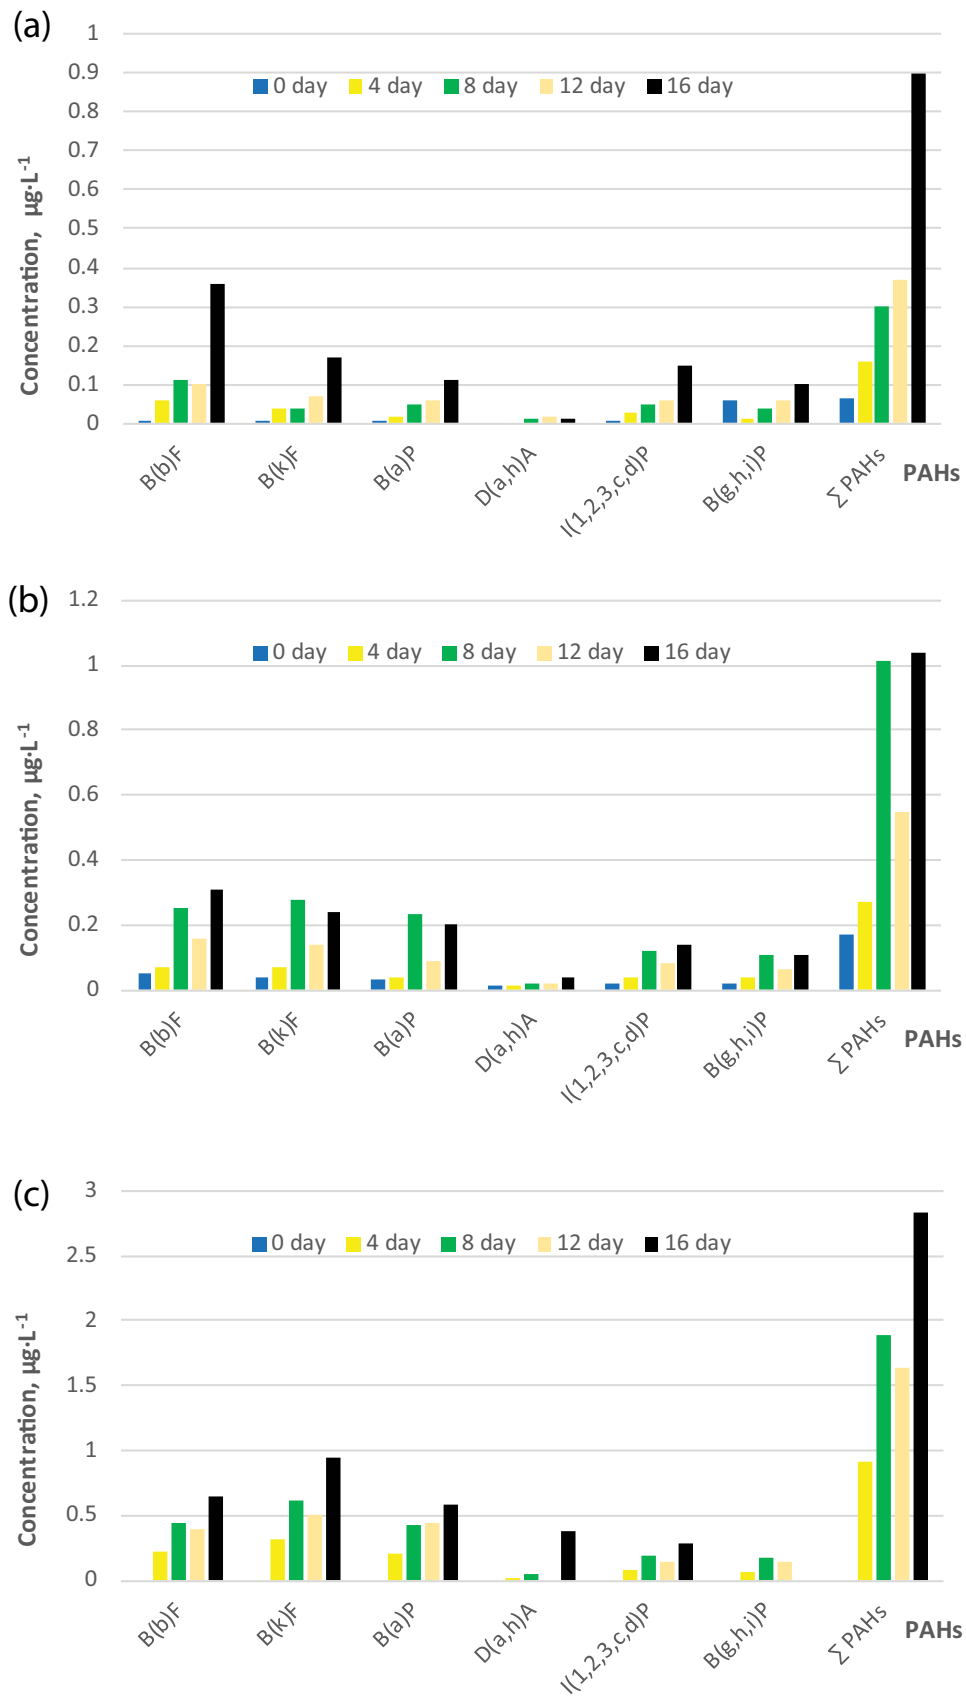 (a)
1
0.9
0 day 4 day 8 day 12 day 16 day
0.8
0.7
0.6
0.5
0.4
0.3
0.2
0.1
0
Concentration, µg·L⁻¹
B(b)F
B(k)F
B(a)P
D(a,h)A
I(1,2,3,c,d)P
B(g,h,i)P
∑ PAHs
PAHs
(b)
1.2
0 day 4 day 8 day 12 day 16 day
1
0.8
0.6
0.4
0.2
0
Concentration, µg·L⁻¹
B(b)F
B(k)F
B(a)P
D(a,h)A
I(1,2,3,c,d)P
B(g,h,i)P
∑ PAHs
PAHs
(c)
3
0 day 4 day 8 day 12 day 16 day
2.5
2
1.5
1
0.5
0
Concentration, µg·L⁻¹
B(b)F
B(k)F
B(a)P
D(a,h)A
I(1,2,3,c,d)P
B(g,h,i)P
∑ PAHs
PAHs